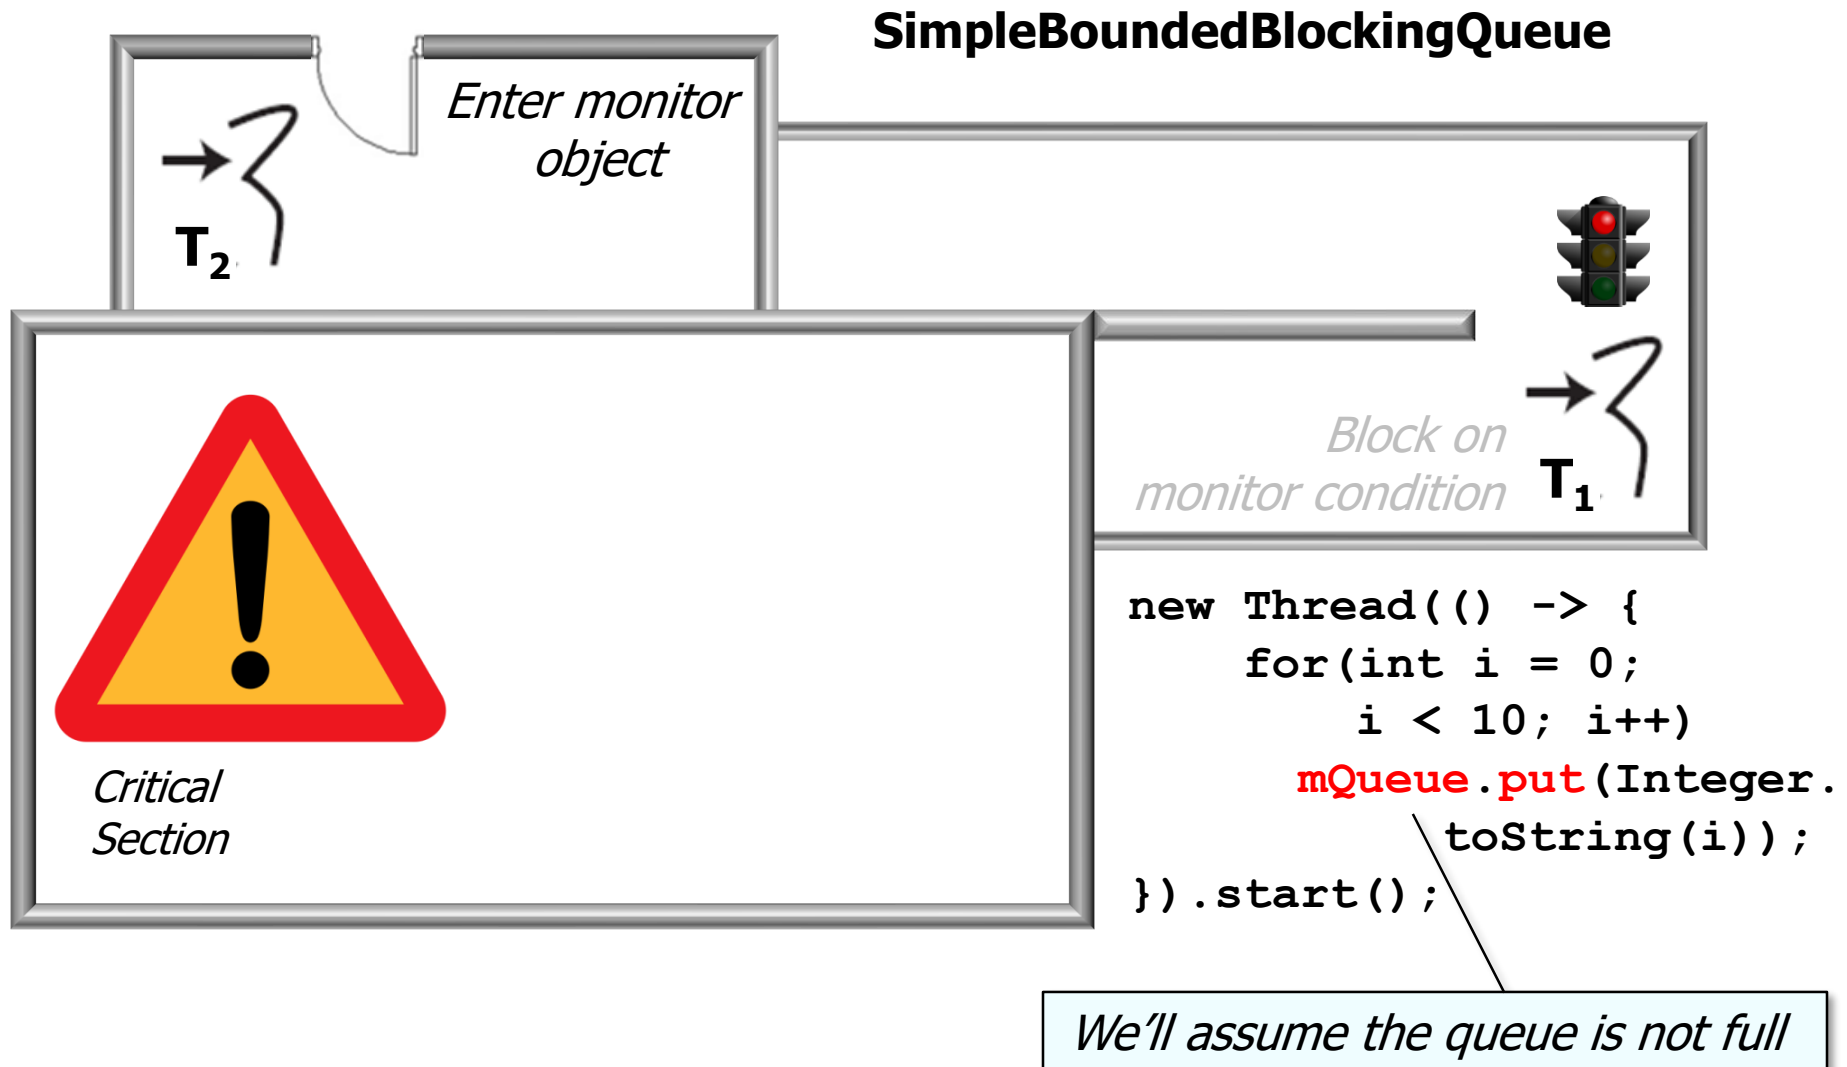 SimpleBoundedBlockingQueue
Enter monitor
object
T2
Block on
monitor condition
T1
Critical
Section
new Thread(() -> {
for(int i = 0;
i < 10; i++)
mQueue.put(Integer.
toString(i));
}).start();
We’ll assume the queue is not full